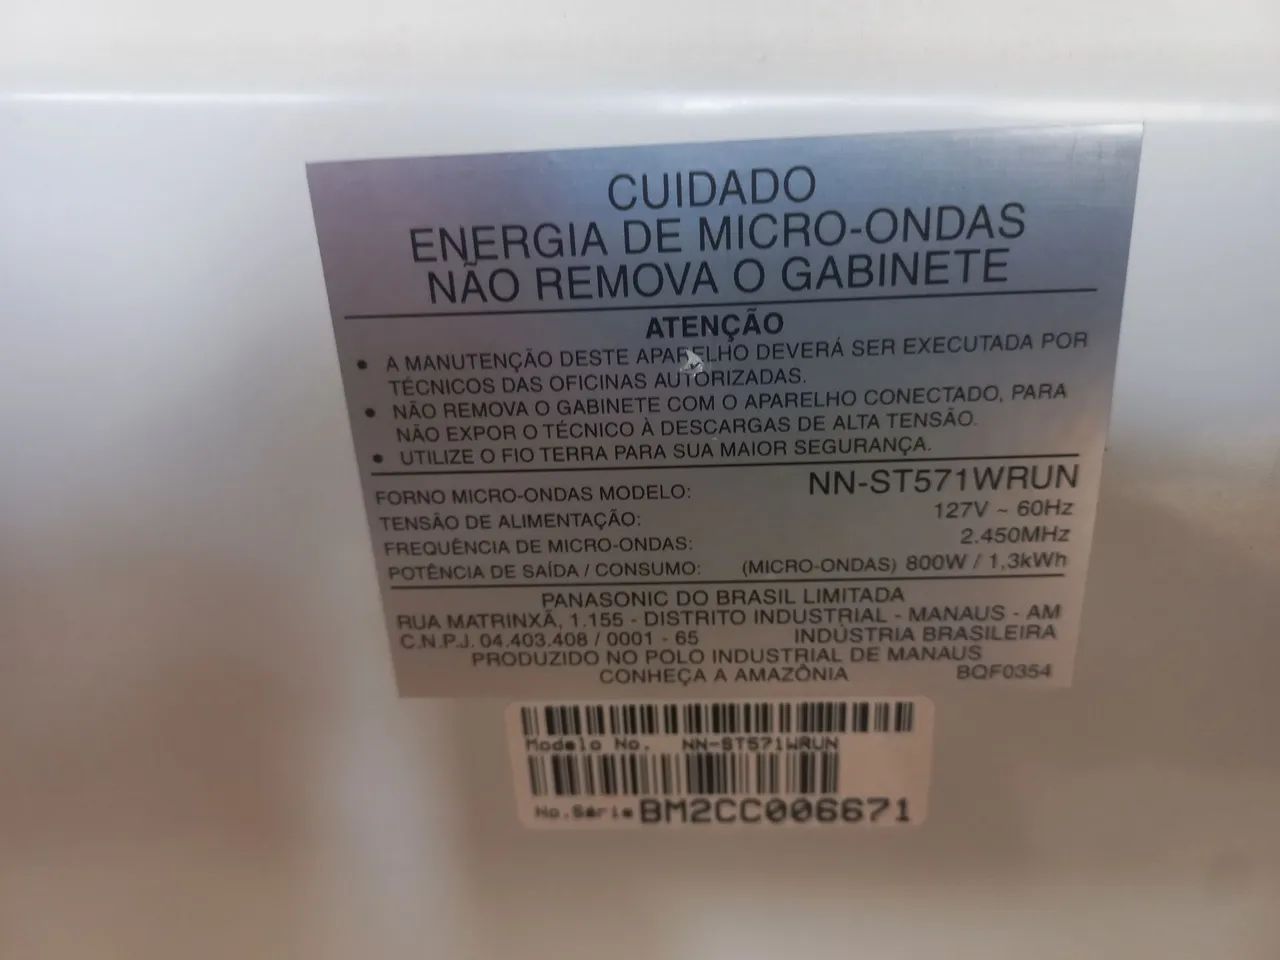 CUIDADO
ENERGIA DE MICRO-ONDAS
NÃO REMOVA O GABINETE
ATENÇÃO
• A MANUTENÇÃO DESTE APARELHO DEVERÁ SER EXECUTADA POR
TÉCNICOS DAS OFICINAS AUTORIZADAS.
• NÃO REMOVA O GABINETE COM O APARELHO CONECTADO, PARA
NÃO EXPOR O TÉCNICO À DESCARGAS DE ALTA TENSÃO.
• UTILIZE O FIO TERRA PARA SUA MAIOR SEGURANÇA.
FORNO MICRO-ONDAS MODELO: NN-ST571WRUN
TENSÃO DE ALIMENTAÇÃO: 127V ~ 60Hz
FREQUÊNCIA DE MICRO-ONDAS: 2.450MHz
POTÊNCIA DE SAÍDA / CONSUMO: (MICRO-ONDAS) 800W / 1,3kWh
PANASONIC DO BRASIL LIMITADA
RUA MATRINXÃ, 1.155 - DISTRITO INDUSTRIAL - MANAUS - AM
C.N.P.J. 04.403.408 / 0001 - 65 INDÚSTRIA BRASILEIRA
PRODUZIDO NO POLO INDUSTRIAL DE MANAUS
CONHEÇA A AMAZÔNIA BQF0354
Modelo No. NN-ST571WRUN
No.Série BM2CC006671